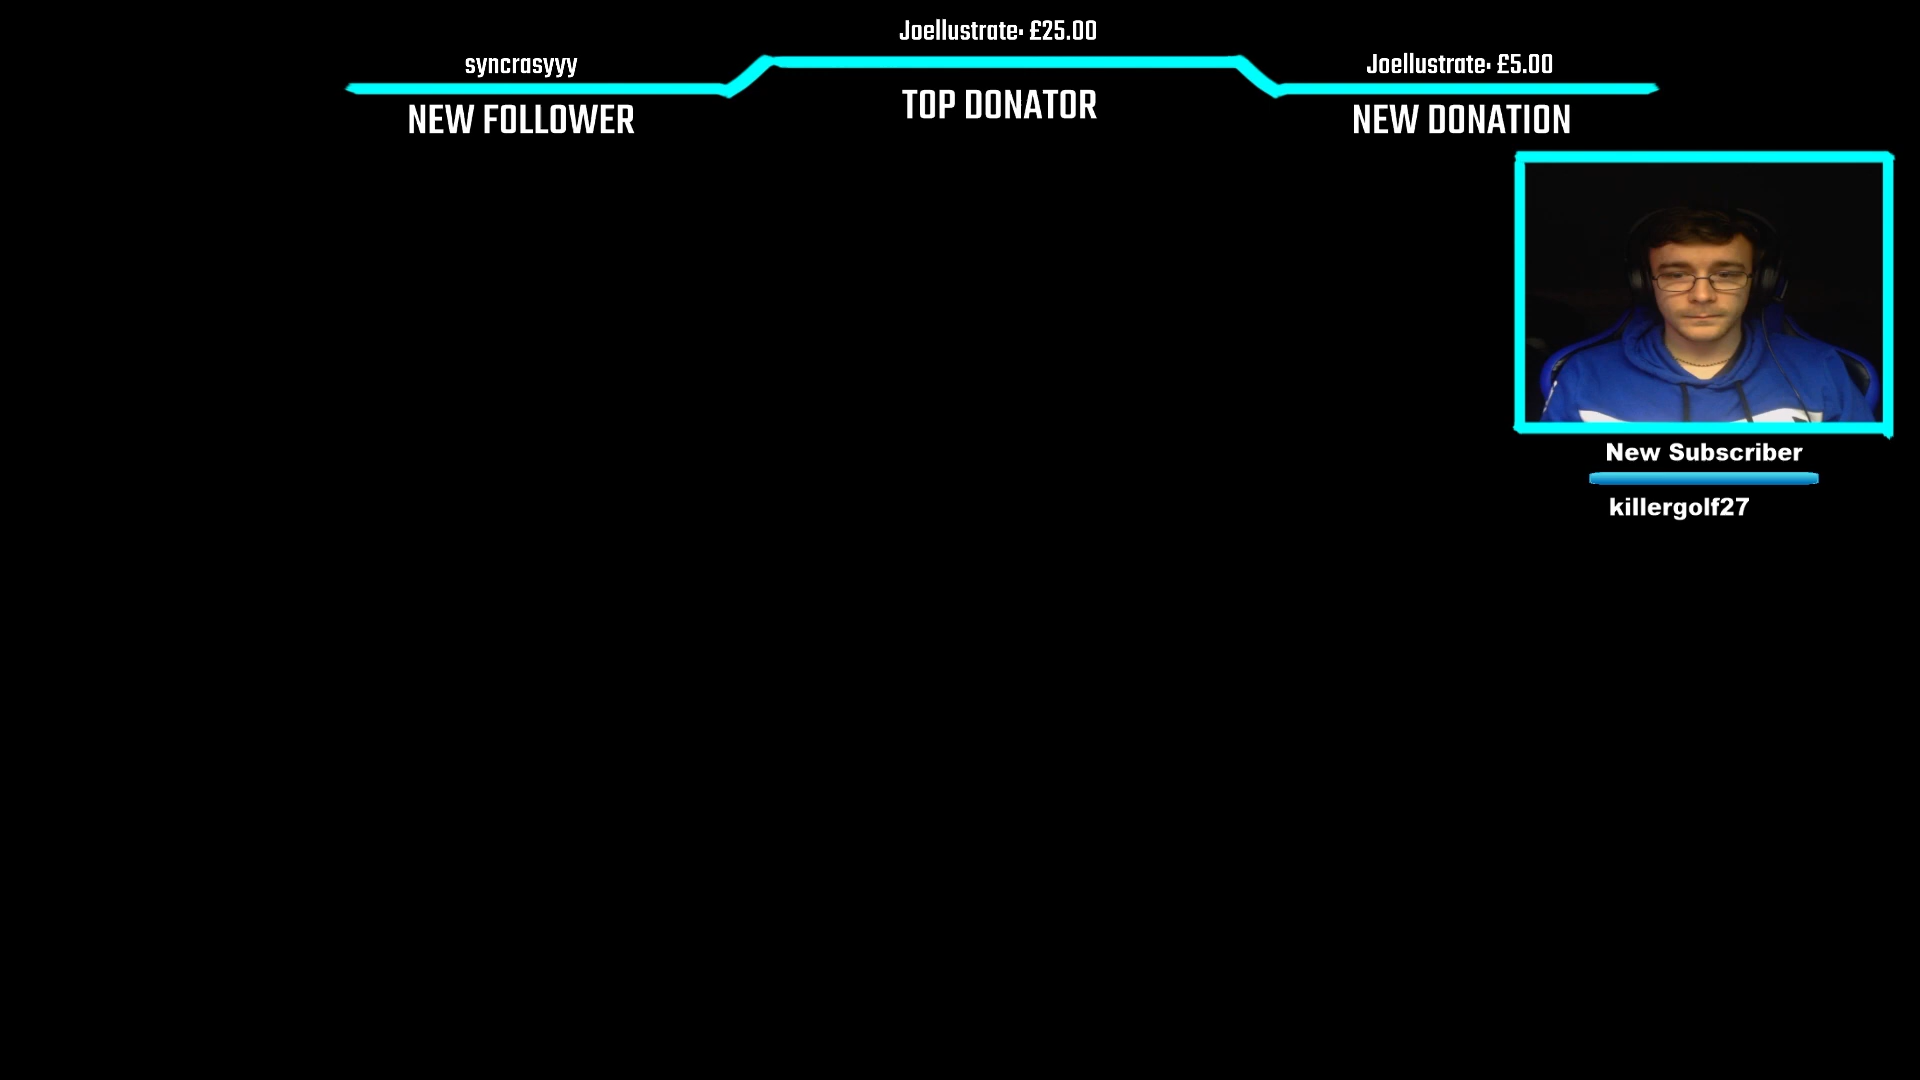 Joellustrate: £25.00
syncrasyyy
Joellustrate: £5.00
TOP DONATOR
NEW FOLLOWER
NEW DONATION
New Subscriber
killergolf27